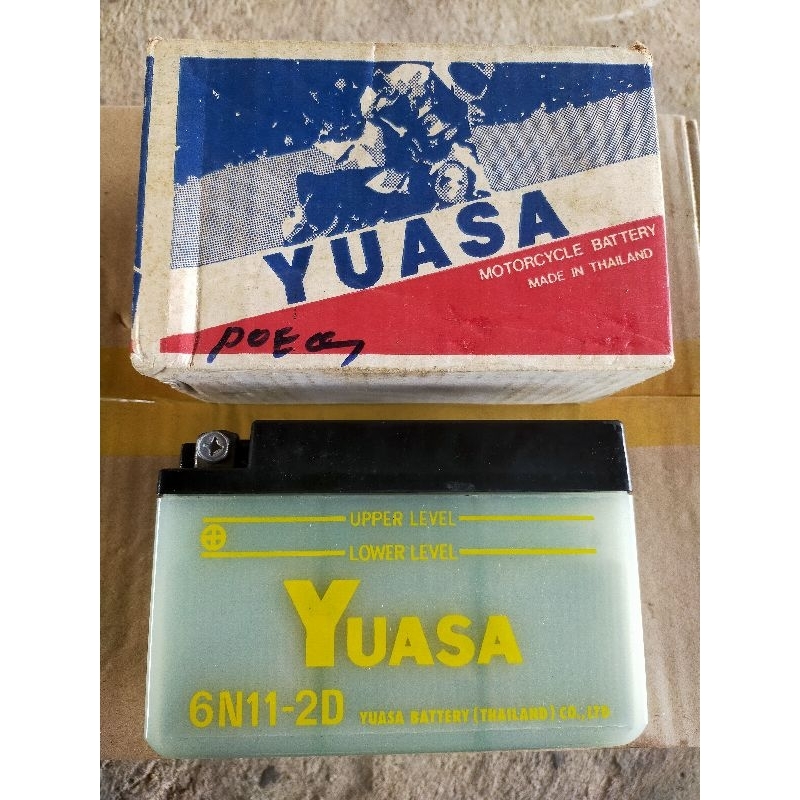 YUASA
MOTORCYCLE BATTERY
MADE IN THAILAND
UPPER LEVEL
LOWER LEVEL
YUASA
6N11-2D YUASA BATTERY (THAILAND) CO., LTD